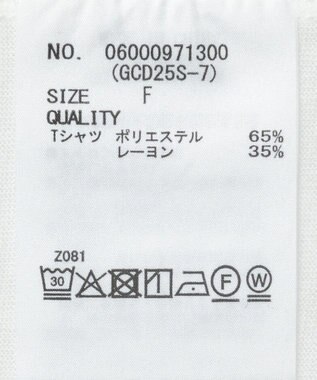 NO. 06000971300
(GCD25S-7)
SIZE F
QUALITY
Tシャツ ポリエステル 65%
レーヨン 35%
Z081
30 F W